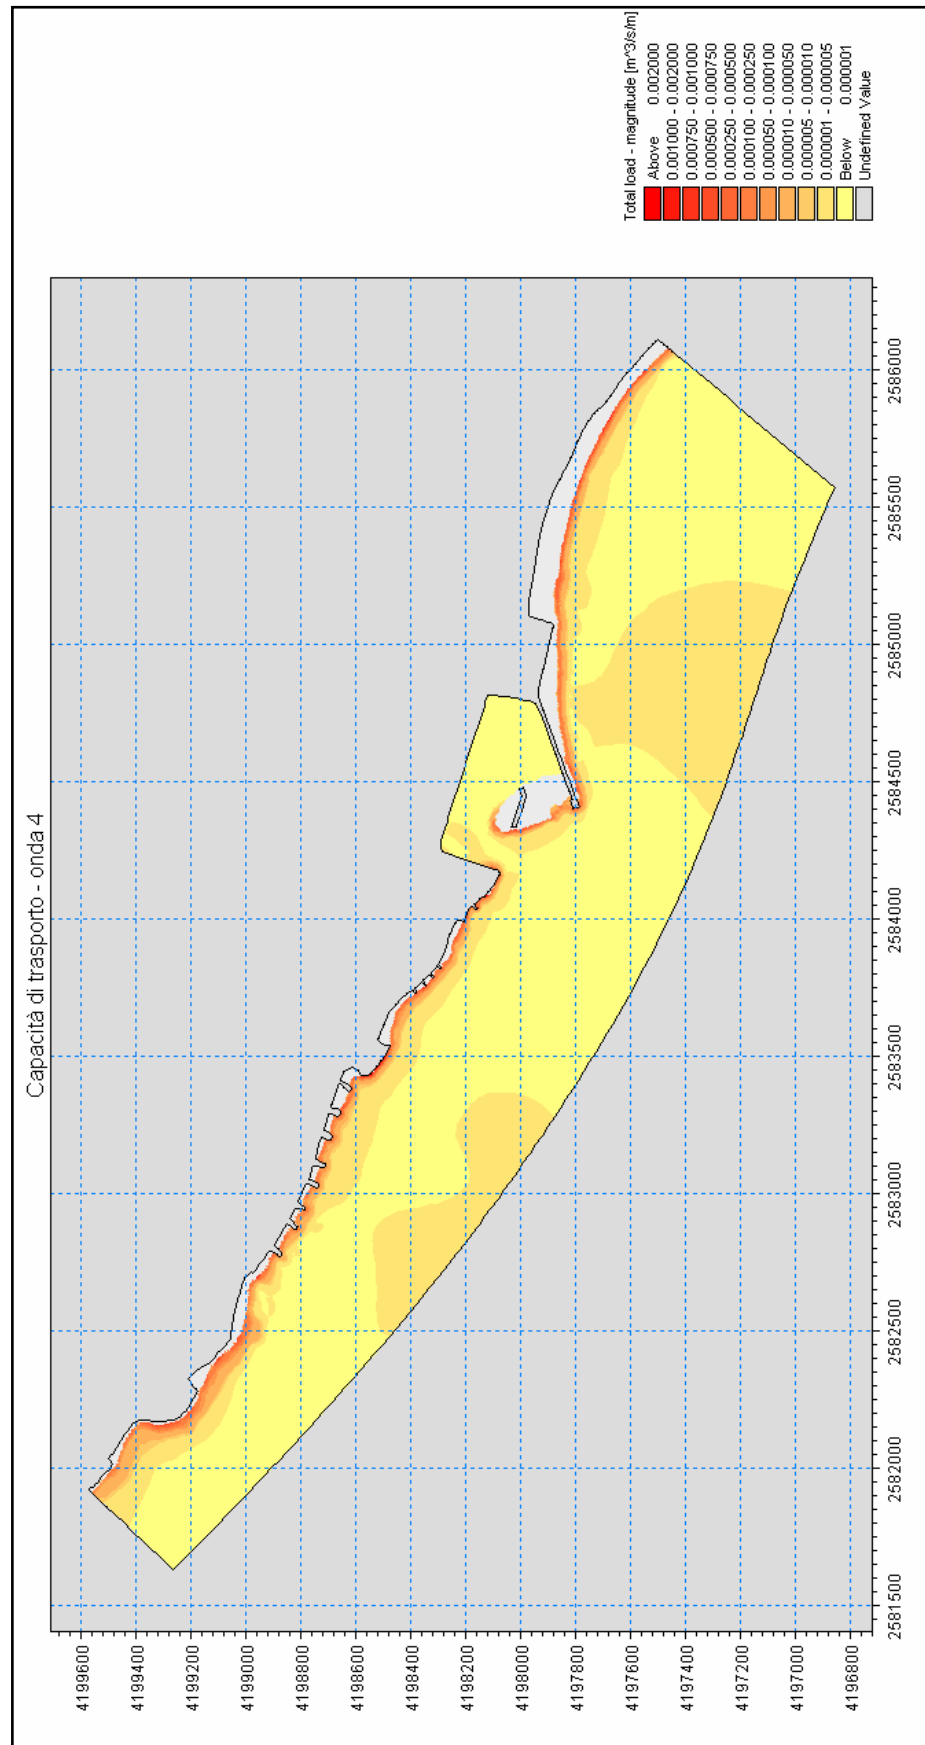 Capacità di trasporto - onda 4
4199600
4199400
4199200
4199000
4198800
4198600
4198400
4198200
4198000
4197800
4197600
4197400
4197200
4197000
4196800
2581500
2582000
2582500
2583000
2583500
2584000
2584500
2585000
2585500
2586000
Total load - magnitude [m^3/s/m]
Above 0.002000
0.001000 - 0.002000
0.000750 - 0.001000
0.000500 - 0.000750
0.000250 - 0.000500
0.000100 - 0.000250
0.000050 - 0.000100
0.000010 - 0.000050
0.000005 - 0.000010
0.000001 - 0.000005
Below 0.000001
Undefined Value